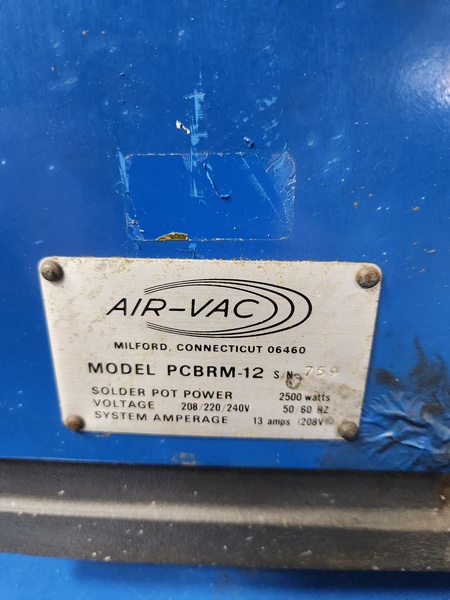 AIR-VAC
MILFORD, CONNECTICUT 06460
MODEL PCBRM-12 S/N 759
SOLDER POT POWER 2500 watts
VOLTAGE 208/220/240V 50/60 HZ
SYSTEM AMPERAGE 13 amps (208V)